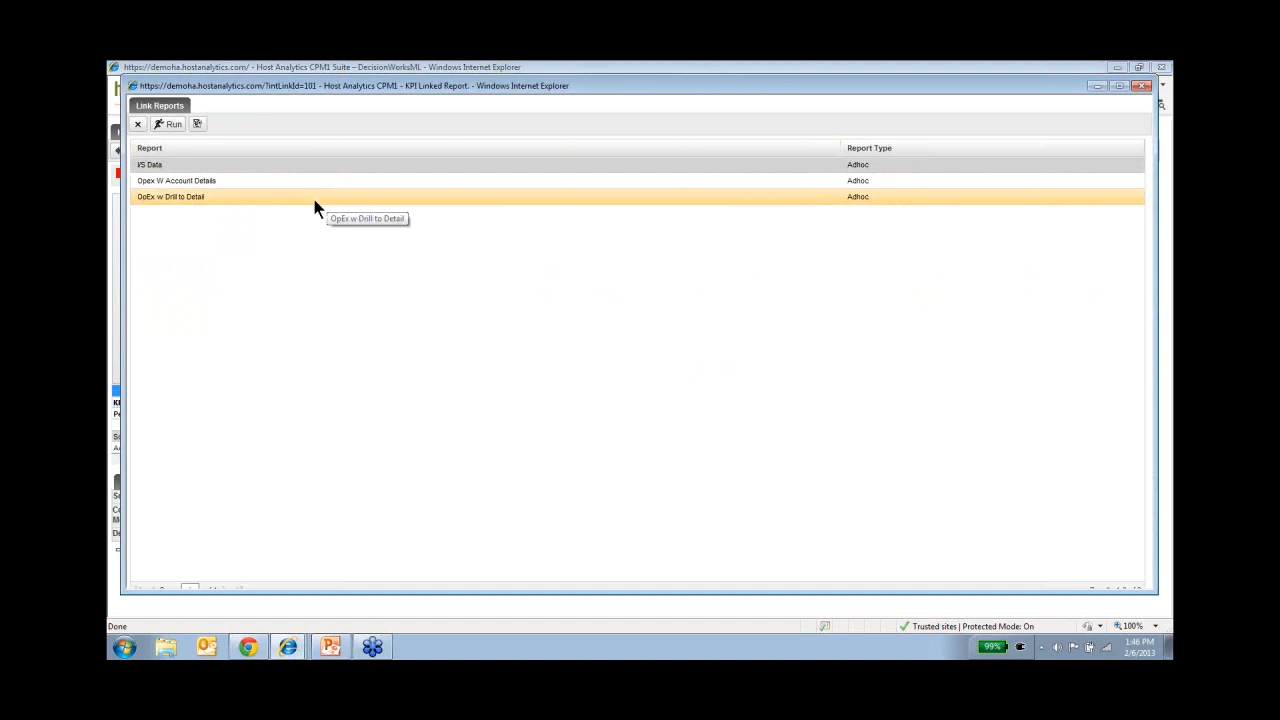 https://demoha.hostanalytics.com/ - Host Analytics CPM1 Suite – DecisionWorksML - Windows Internet Explorer
https://demoha.hostanalytics.com/?intLinkId=101 - Host Analytics CPM1 - KPI Linked Report. - Windows Internet Explorer
Link Reports
Run
Report Report Type
I/S Data Adhoc
Opex W Account Details Adhoc
OpEx w Drill to Detail Adhoc
OpEx w Drill to Detail
Done Trusted sites | Protected Mode: On 100%
99% 1:46 PM
2/6/2013